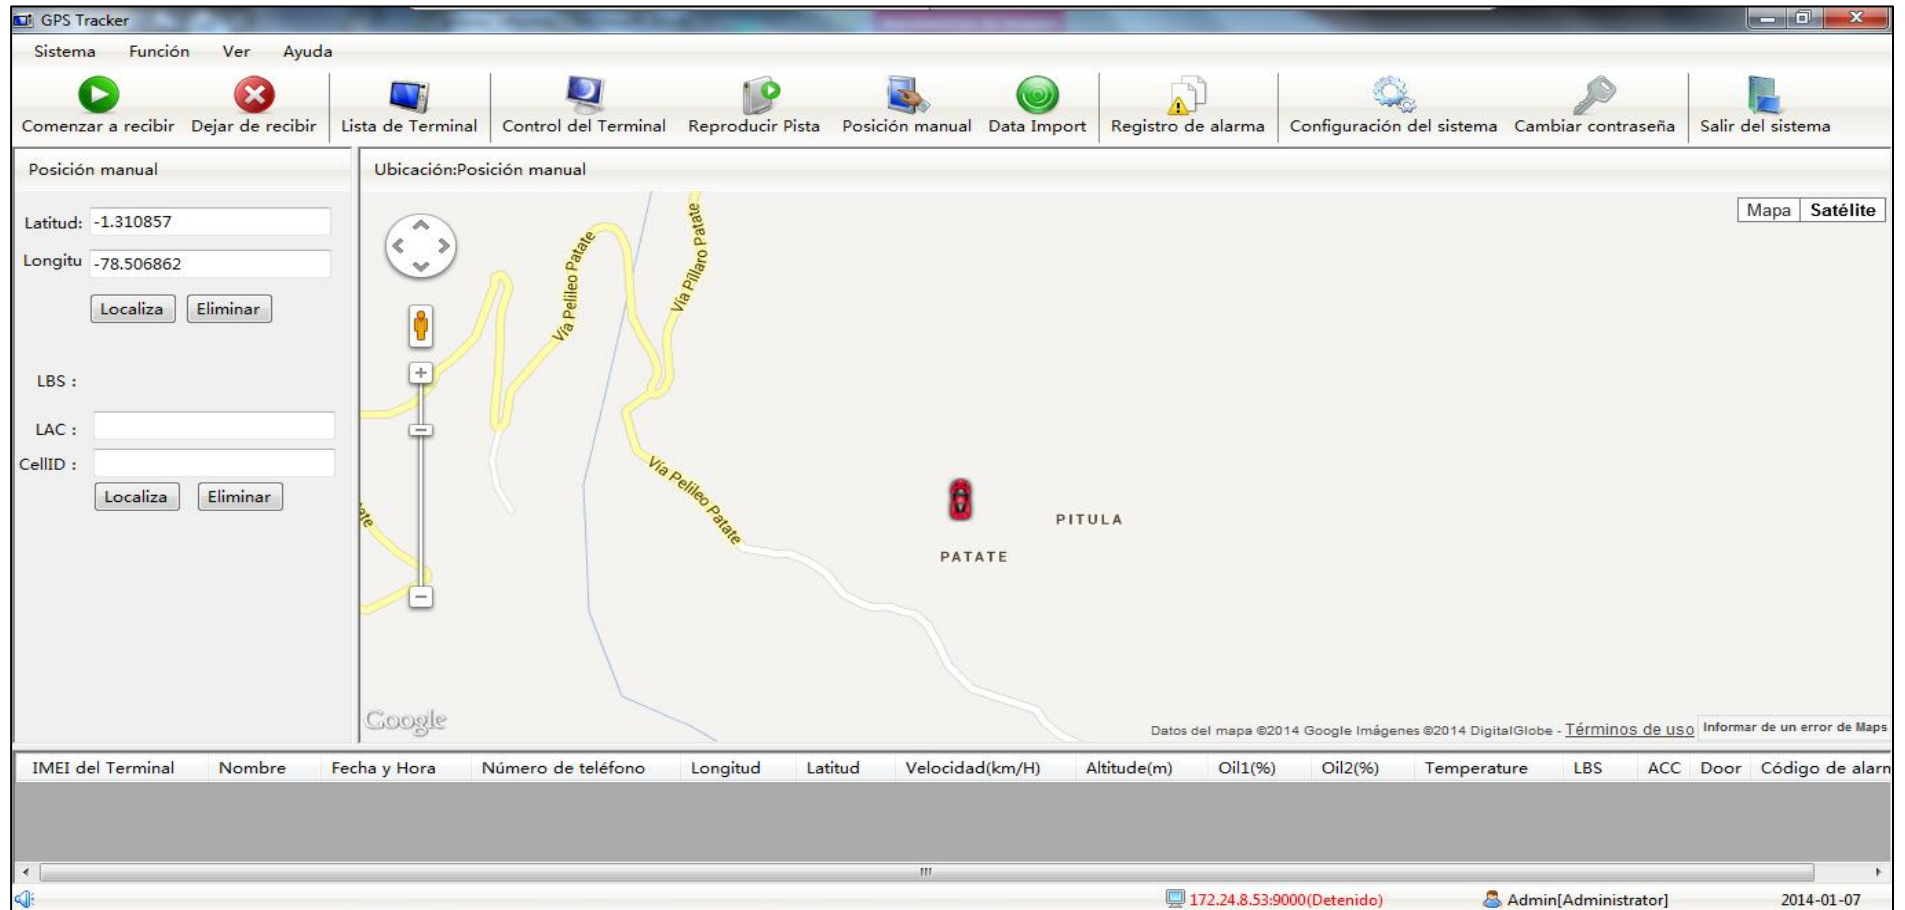 GPS Tracker
Sistema Función Ver Ayuda
Comenzar a recibir Dejar de recibir Lista de Terminal Control del Terminal Reproducir Pista Posición manual Data Import Registro de alarma Configuración del sistema Cambiar contraseña Salir del sistema
Posición manual
Ubicación:Posición manual
Latitud: -1.310857
Longitu -78.506862
Localiza Eliminar
LBS :
LAC :
CellID :
Localiza Eliminar
Mapa Satélite
Vía Pelileo Patate
Vía Píllaro Patate
Vía Pelileo Patate
ate
PITULA
PATATE
Google
Datos del mapa ©2014 Google Imágenes ©2014 DigitalGlobe - Términos de uso Informar de un error de Maps
IMEI del Terminal Nombre Fecha y Hora Número de teléfono Longitud Latitud Velocidad(km/H) Altitude(m) Oil1(%) Oil2(%) Temperature LBS ACC Door Código de alarn
172.24.8.53:9000(Detenido) Admin[Administrator] 2014-01-07